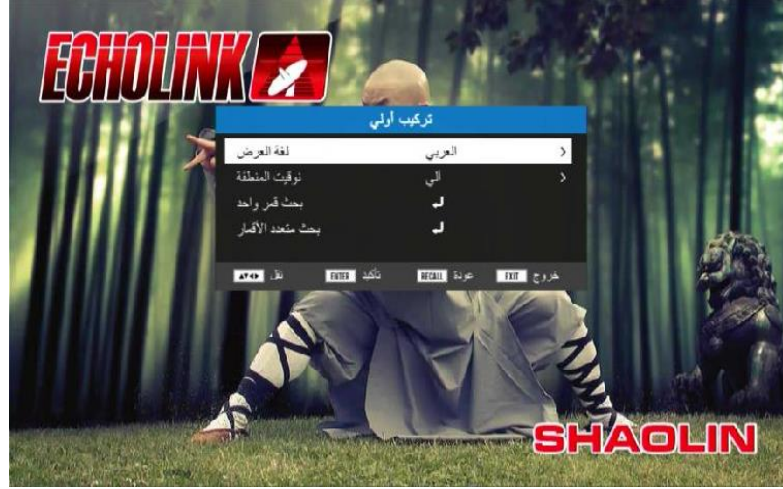 ECHOLINK
تركيب أولي
لغة العرض العربي
توقيت المنطقة آلي
بحث قمر واحد
بحث متعدد الأقمار
نقل ENTER تأكيد RECALL عودة EXIT خروج
SHAOLIN